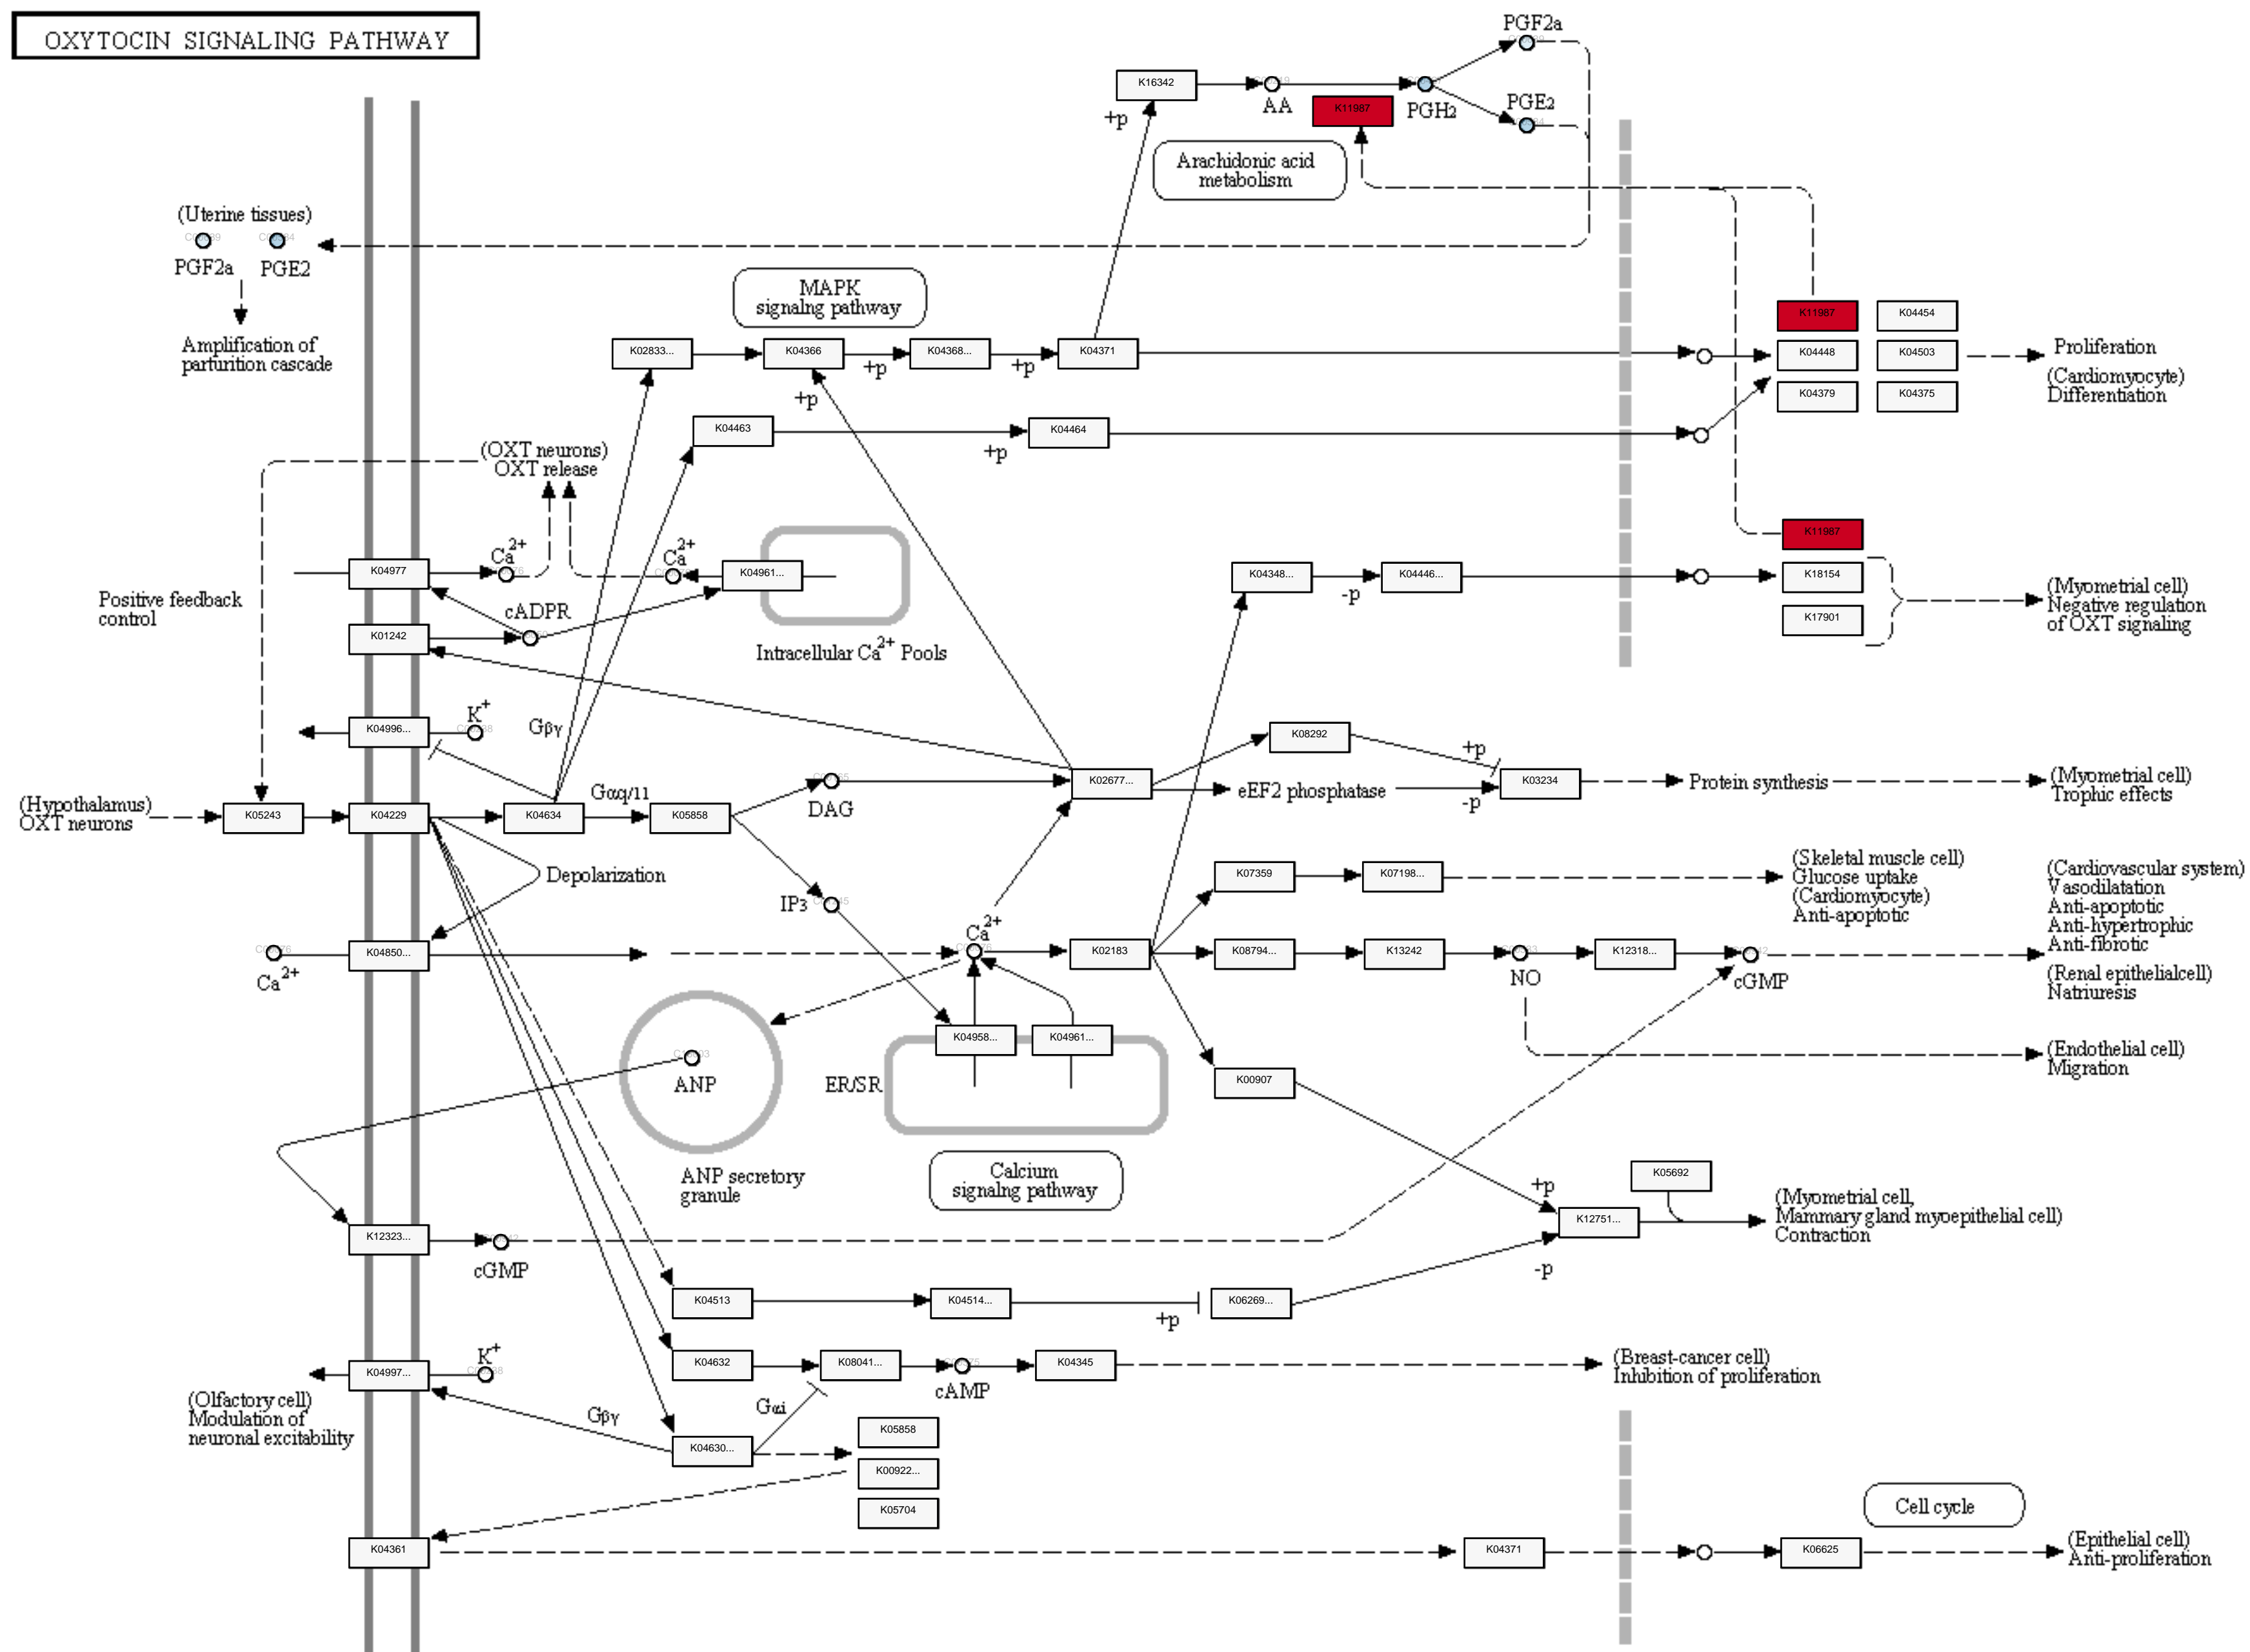 OXYTOCIN SIGNALING PATHWAY
PGF2a
K16342
AA
K11987
PGH2
PGE2
+p
Arachidonic acid
metabolism
(Uterine tissues)
PGF2a
PGE2
Amplification of
parturition cascade
MAPK
signalng pathway
K02833...
K04366
+p
K04368...
+p
K04371
+p
K11987
K04454
K04448
K04503
K04379
K04375
Proliferation
(Cardiomyocyte)
Differentiation
K04463
+p
K04464
(OXT neurons)
OXT release
Positive feedback
control
K04977
Ca2+
Ca2+
K04961...
cADPR
K01242
Intracellular Ca2+ Pools
K04348...
-p
K04446...
K11987
K18154
K17901
(Myometrial cell)
Negative regulation
of OXT signaling
K04996...
K+
Gβγ
K08292
+p
K02677...
eEF2 phosphatase
-p
K03234
Protein synthesis
(Myometrial cell)
Trophic effects
(Hypothalamus)
OXT neurons
K05243
K04229
K04634
Gαq/11
K05858
DAG
Depolarization
IP3
K07359
K07198...
(Skeletal muscle cell)
Glucose uptake
(Cardiomyocyte)
Anti-apoptotic
(Cardiovascular system)
Vasodilatation
Anti-apoptotic
Anti-hypertrophic
Anti-fibrotic
(Renal epithelialcell)
Natriuresis
Ca2+
K04850...
Ca2+
K02183
K08794...
K13242
NO
K12318...
cGMP
ANP
ANP secretory
granule
K04958...
K04961...
ER/SR
K00907
(Endothelial cell)
Migration
Calcium
signalng pathway
+p
K05692
K12751...
-p
(Myometrial cell,
Mammary gland myoepithelial cell)
Contraction
K12323...
cGMP
K04513
K04514...
+p
K06269...
K04632
K08041...
cAMP
K04345
(Breast-cancer cell)
Inhibition of proliferation
K04997...
K+
(Olfactory cell)
Modulation of
neuronal excitability
Gβγ
Gαi
K04630...
K05858
K00922...
K05704
Cell cycle
K04361
K04371
K06625
(Epithelial cell)
Anti-proliferation